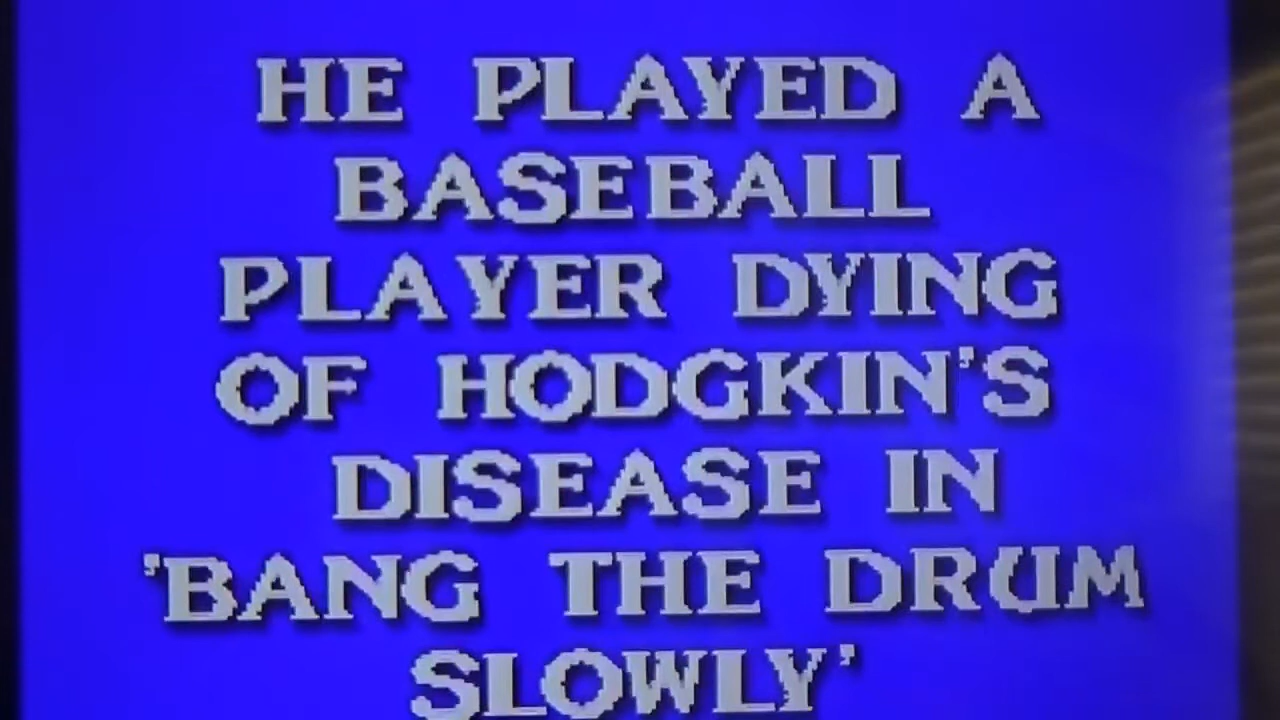 HE PLAYED A
BASEBALL
PLAYER DYING
OF HODGKIN'S
DISEASE IN
'BANG THE DRUM
SLOWLY'